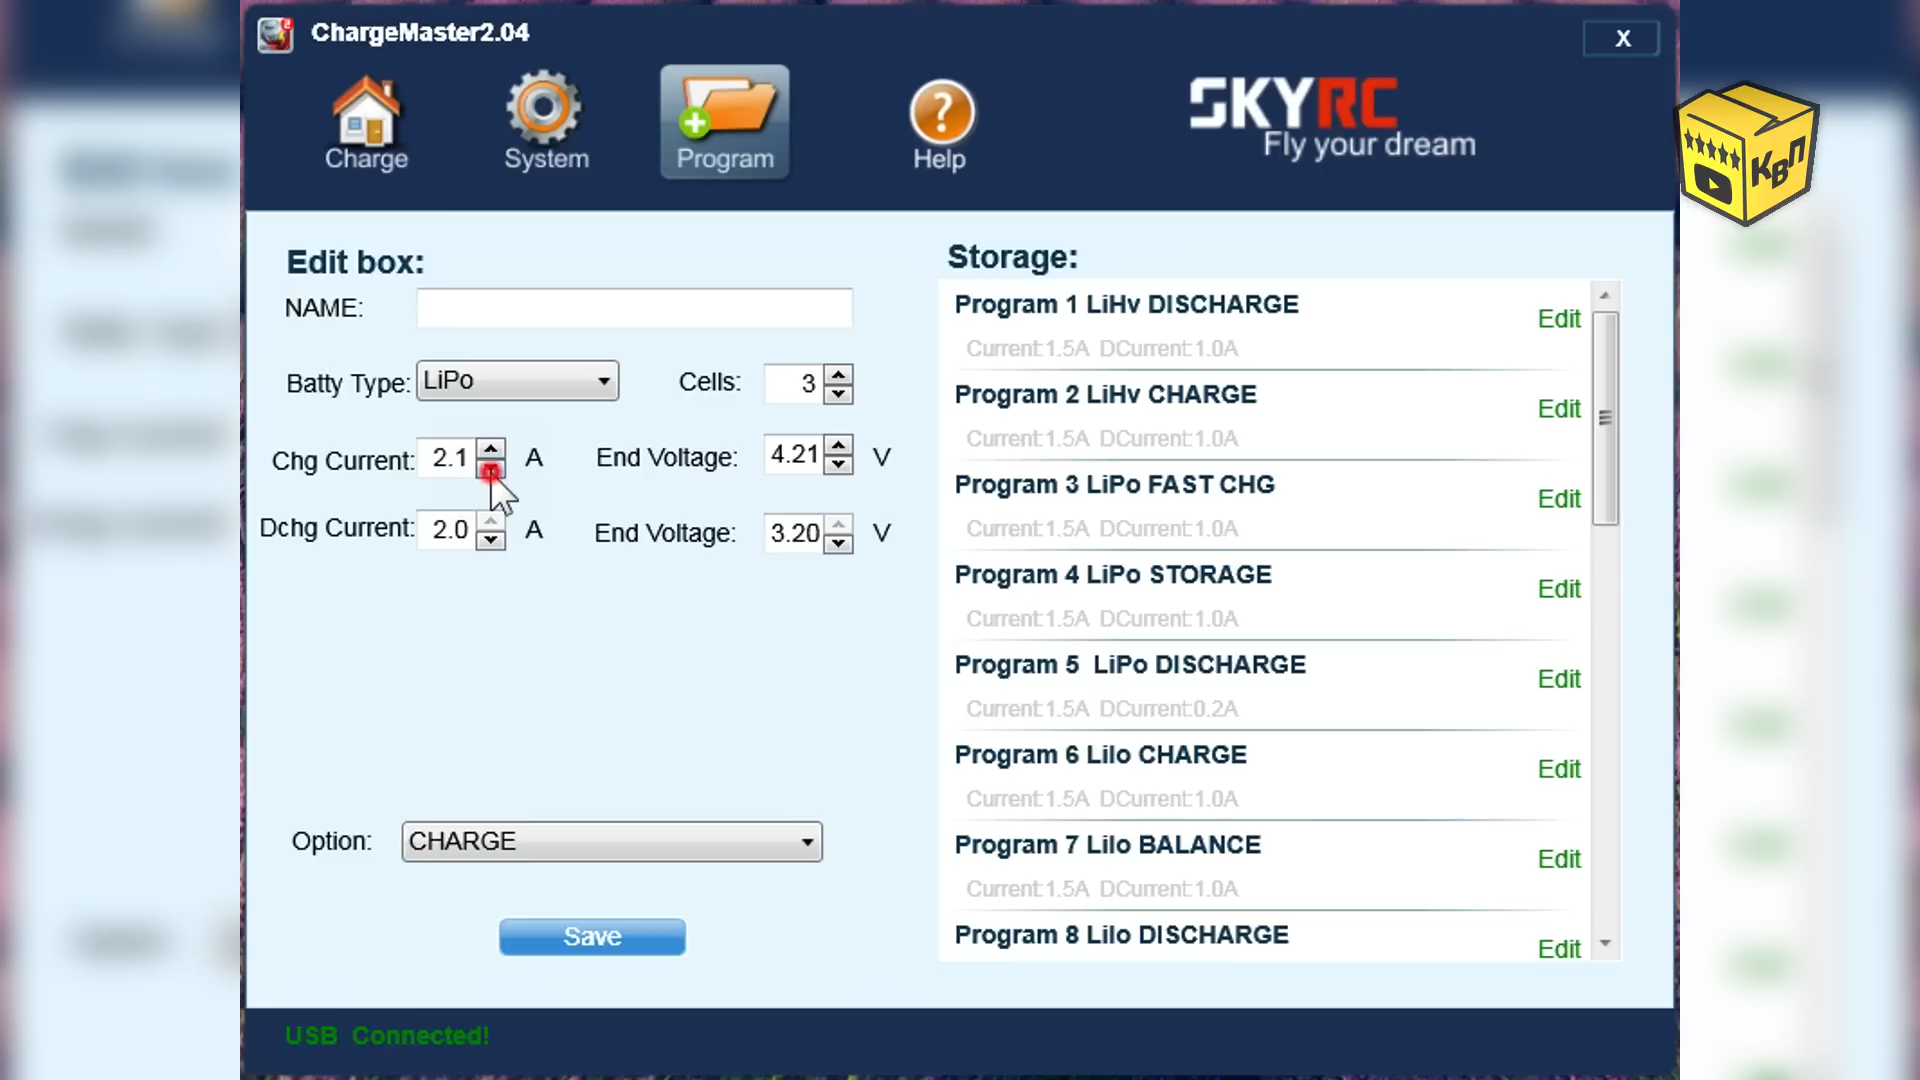 ChargeMaster2.04
X
Charge
System
Program
Help
SKYRC
Fly your dream
КВП
Edit box:
NAME:
Batty Type: LiPo
Cells: 3
Chg Current: 2.1 A
End Voltage: 4.21 V
Dchg Current: 2.0 A
End Voltage: 3.20 V
Option: CHARGE
Save
Storage:
Program 1 LiHv DISCHARGE
Edit
Current:1.5A DCurrent:1.0A
Program 2 LiHv CHARGE
Edit
Current:1.5A DCurrent:1.0A
Program 3 LiPo FAST CHG
Edit
Current:1.5A DCurrent:1.0A
Program 4 LiPo STORAGE
Edit
Current:1.5A DCurrent:1.0A
Program 5 LiPo DISCHARGE
Edit
Current:1.5A DCurrent:0.2A
Program 6 LiIo CHARGE
Edit
Current:1.5A DCurrent:1.0A
Program 7 LiIo BALANCE
Edit
Current:1.5A DCurrent:1.0A
Program 8 LiIo DISCHARGE
Edit
USB Connected!